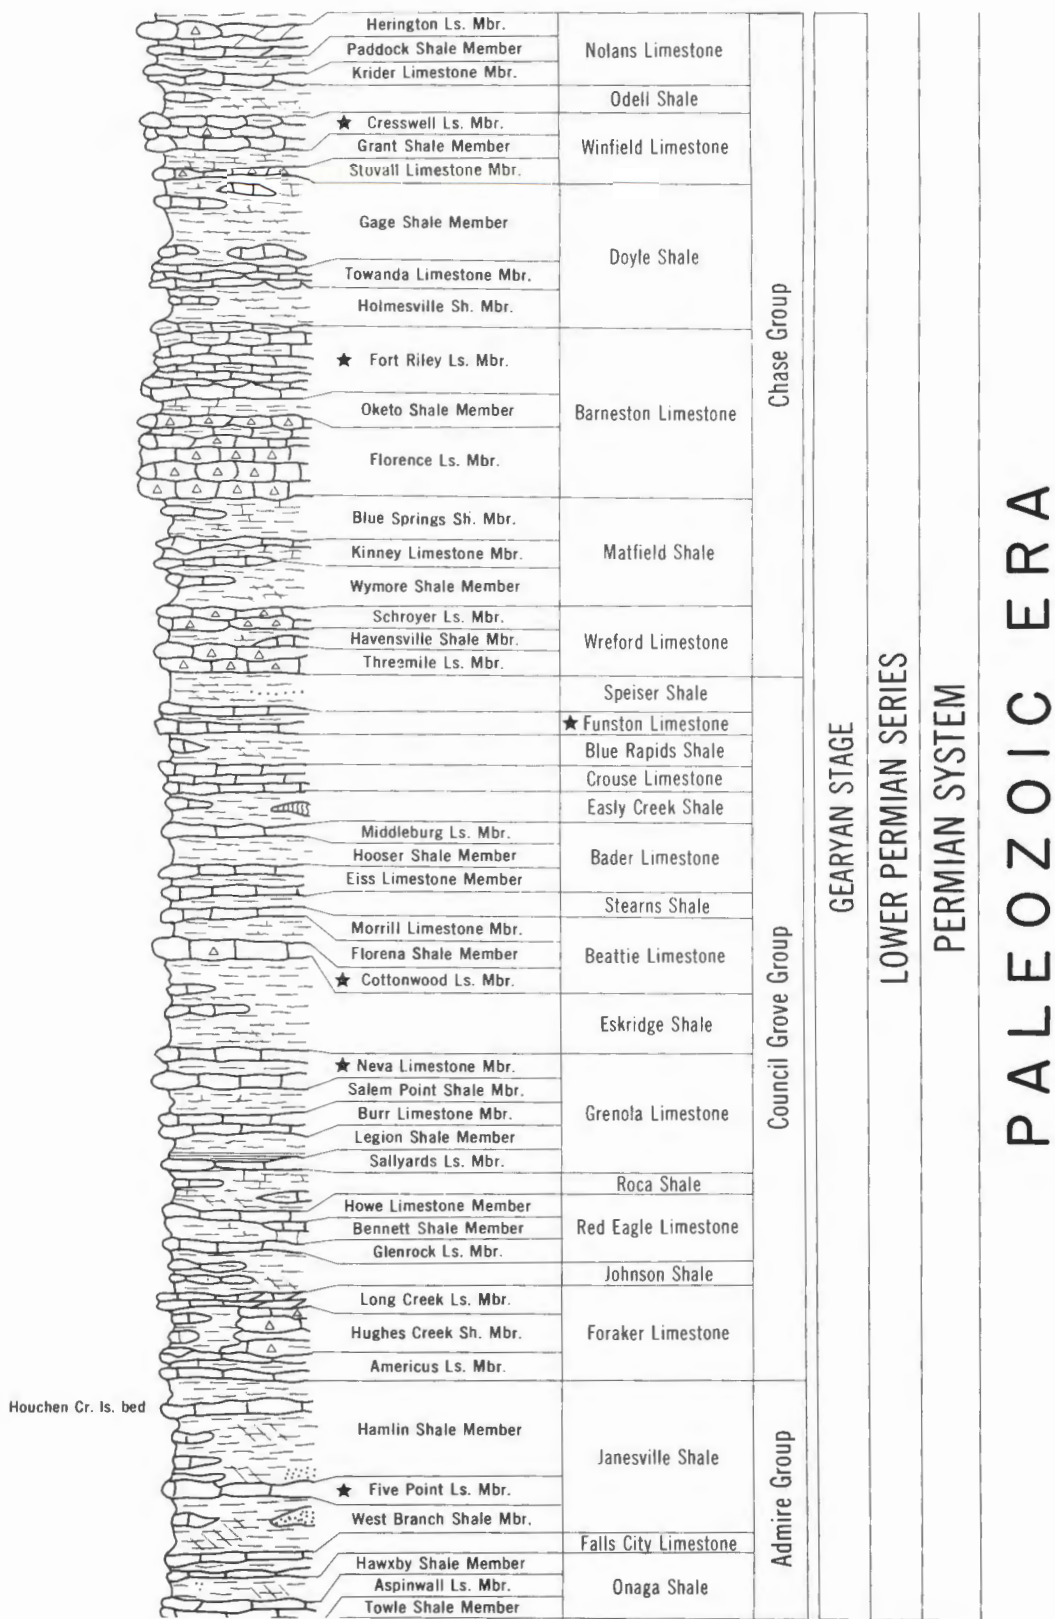 Herington Ls. Mbr.
Paddock Shale Member
Krider Limestone Mbr.
Nolans Limestone
Odell Shale
★ Cresswell Ls. Mbr.
Grant Shale Member
Stovall Limestone Mbr.
Winfield Limestone
Gage Shale Member
Towanda Limestone Mbr.
Holmesville Sh. Mbr.
Doyle Shale
★ Fort Riley Ls. Mbr.
Oketo Shale Member
Florence Ls. Mbr.
Barneston Limestone
Blue Springs Sh. Mbr.
Kinney Limestone Mbr.
Wymore Shale Member
Matfield Shale
Schroyer Ls. Mbr.
Havensville Shale Mbr.
Threemile Ls. Mbr.
Wreford Limestone
Chase Group
Speiser Shale
★ Funston Limestone
Blue Rapids Shale
Crouse Limestone
Easly Creek Shale
Middleburg Ls. Mbr.
Hooser Shale Member
Eiss Limestone Member
Bader Limestone
Stearns Shale
Morrill Limestone Mbr.
Florena Shale Member
★ Cottonwood Ls. Mbr.
Beattie Limestone
Eskridge Shale
★ Neva Limestone Mbr.
Salem Point Shale Mbr.
Burr Limestone Mbr.
Legion Shale Member
Sallyards Ls. Mbr.
Grenola Limestone
Roca Shale
Howe Limestone Member
Bennett Shale Member
Glenrock Ls. Mbr.
Red Eagle Limestone
Johnson Shale
Long Creek Ls. Mbr.
Hughes Creek Sh. Mbr.
Americus Ls. Mbr.
Foraker Limestone
Council Grove Group
Houchen Cr. ls. bed
Hamlin Shale Member
★ Five Point Ls. Mbr.
West Branch Shale Mbr.
Janesville Shale
Falls City Limestone
Hawxby Shale Member
Aspinwall Ls. Mbr.
Towle Shale Member
Onaga Shale
Admire Group
GEARYAN STAGE
LOWER PERMIAN SERIES
PERMIAN SYSTEM
PALEOZOIC ERA